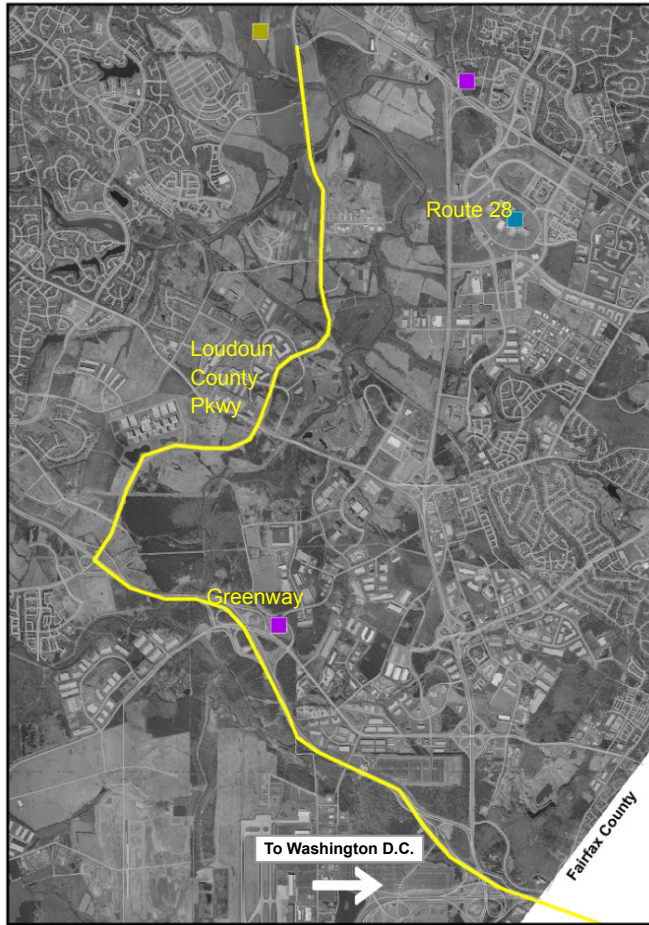 Route 28
Loudoun
County
Pkwy
Greenway
To Washington D.C.
Fairfax County